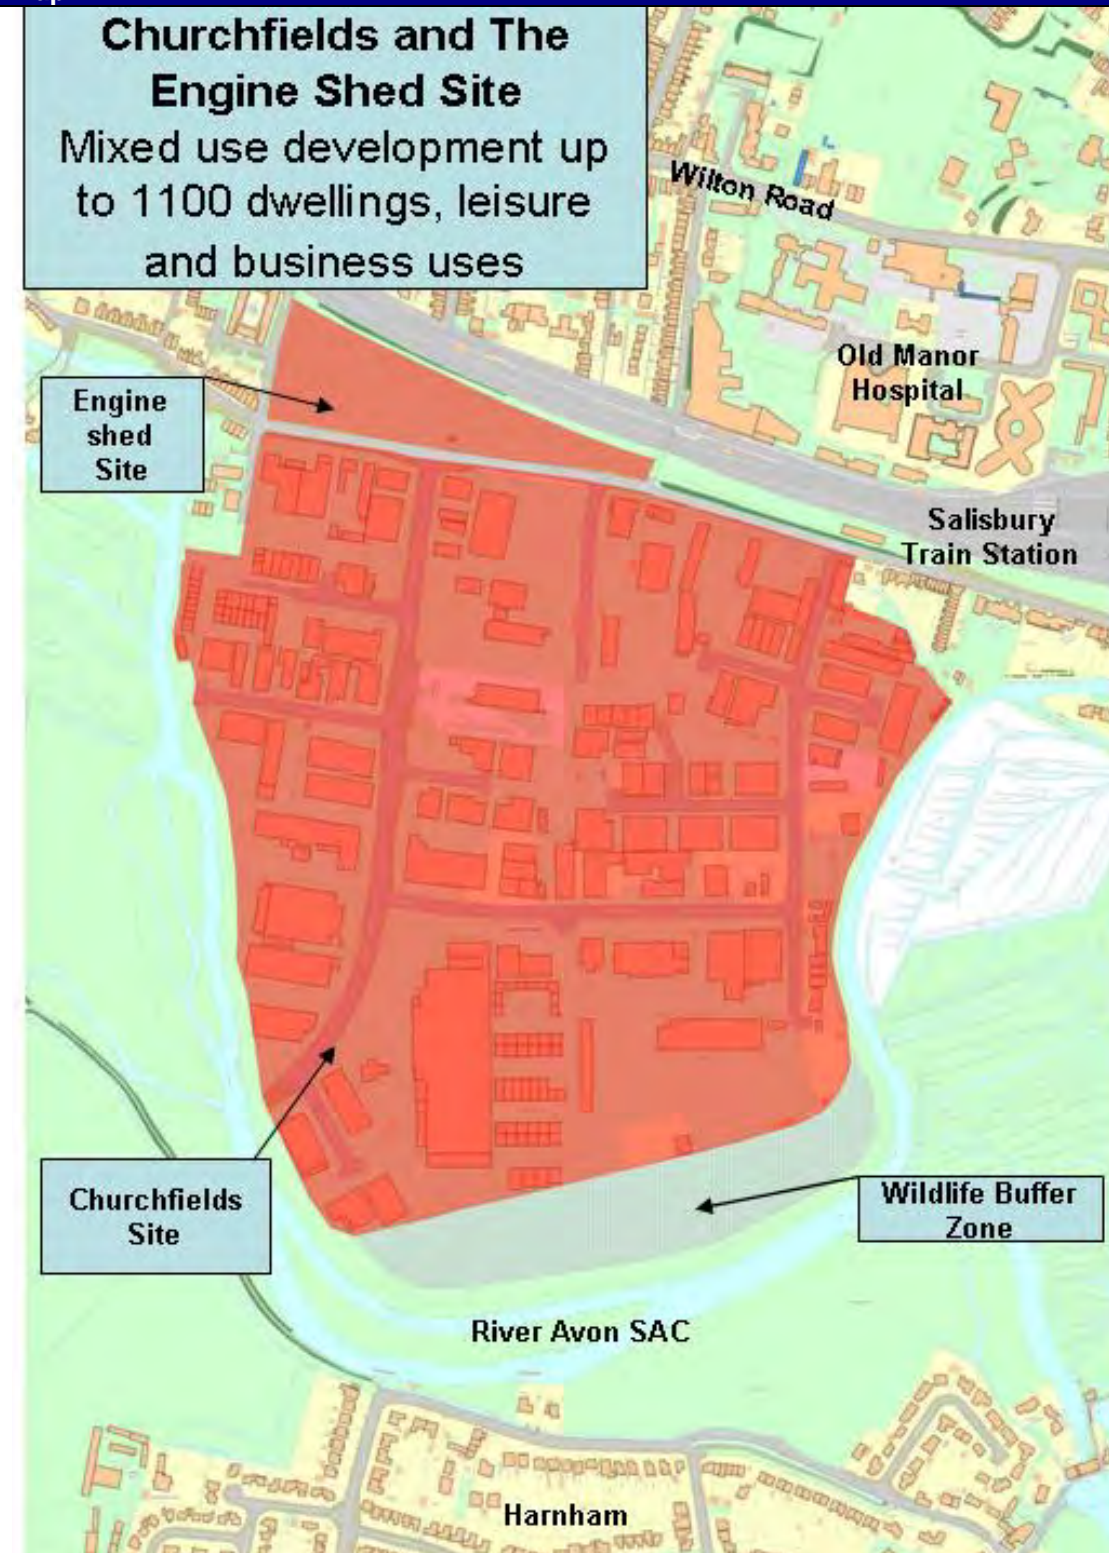 Churchfields and The
Engine Shed Site
Mixed use development up
to 1100 dwellings, leisure
and business uses
Wilton Road
Old Manor
Hospital
Engine
shed
Site
Salisbury
Train Station
Churchfields
Site
Wildlife Buffer
Zone
River Avon SAC
Harnham